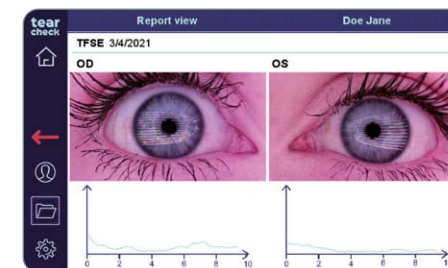 tear
check
Report view
Doe Jane
TFSE 3/4/2021
OD
OS
0 2 4 6 8 10
0 2 4 6 8